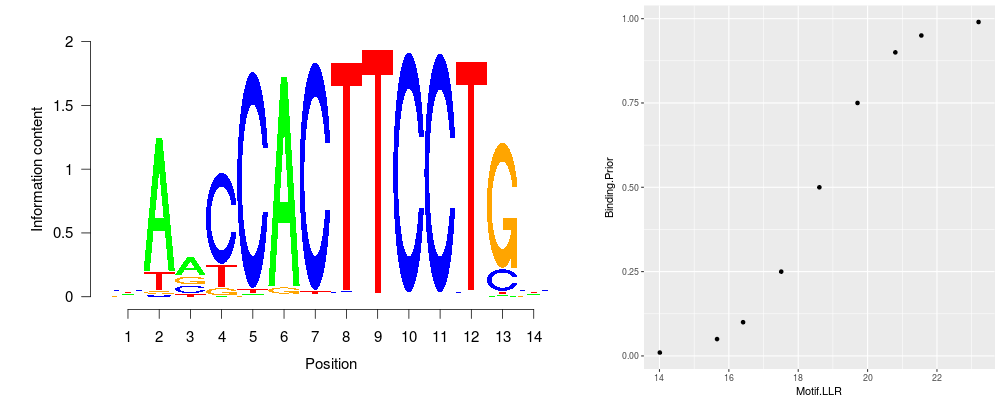 Information content
2
1.5
1
0.5
0
A T C C A C T T C C T G
A G C T
T G
C
1 2 3 4 5 6 7 8 9 10 11 12 13 14
Position
Binding.Prior
1.00
0.75
0.50
0.25
0.00
14 16 18 20 22
Motif.LLR